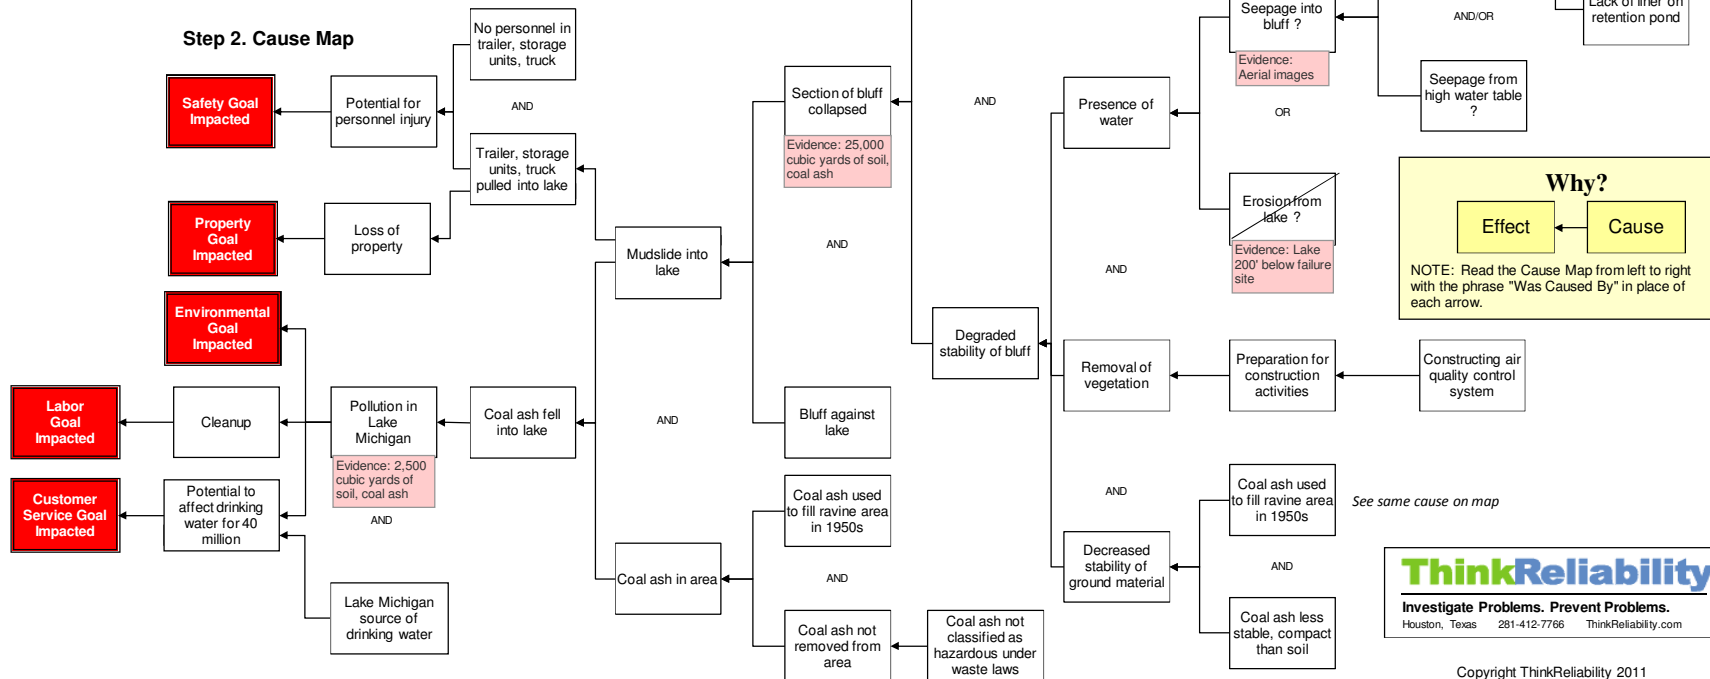 Step 2. Cause Map
No personnel in
trailer, storage
units, truck
Safety Goal
Impacted
Potential for
personnel injury
AND
Trailer, storage
units, truck
pulled into lake
Property
Goal
Impacted
Loss of
property
Environmental
Goal
Impacted
Labor
Goal
Impacted
Cleanup
Pollution in
Lake
Michigan
Evidence: 2,500
cubic yards of
soil, coal ash
Coal ash fell
into lake
Customer
Service Goal
Impacted
Potential to
affect drinking
water for 40
million
AND
Lake Michigan
source of
drinking water
Mudslide into
lake
AND
Coal ash in area
Section of bluff
collapsed
Evidence: 25,000
cubic yards of soil,
coal ash
AND
Bluff against
lake
Coal ash used
to fill ravine area
in 1950s
AND
Coal ash not
removed from
area
Coal ash not
classified as
hazardous under
waste laws
AND
Degraded
stability of bluff
Presence of
water
AND
Removal of
vegetation
AND
Decreased
stability of
ground material
Seepage into
bluff ?
Evidence:
Aerial images
OR
Erosion from
lake ?
Evidence: Lake
200' below failure
site
Preparation for
construction
activities
Constructing air
quality control
system
Coal ash used
to fill ravine area
in 1950s
See same cause on map
AND
Coal ash less
stable, compact
than soil
AND/OR
Lack of liner on
retention pond
Seepage from
high water table
?
Why?
Effect
Cause
NOTE: Read the Cause Map from left to right
with the phrase "Was Caused By" in place of
each arrow.
ThinkReliability
Investigate Problems. Prevent Problems.
Houston, Texas 281-412-7766 ThinkReliability.com
Copyright ThinkReliability 2011